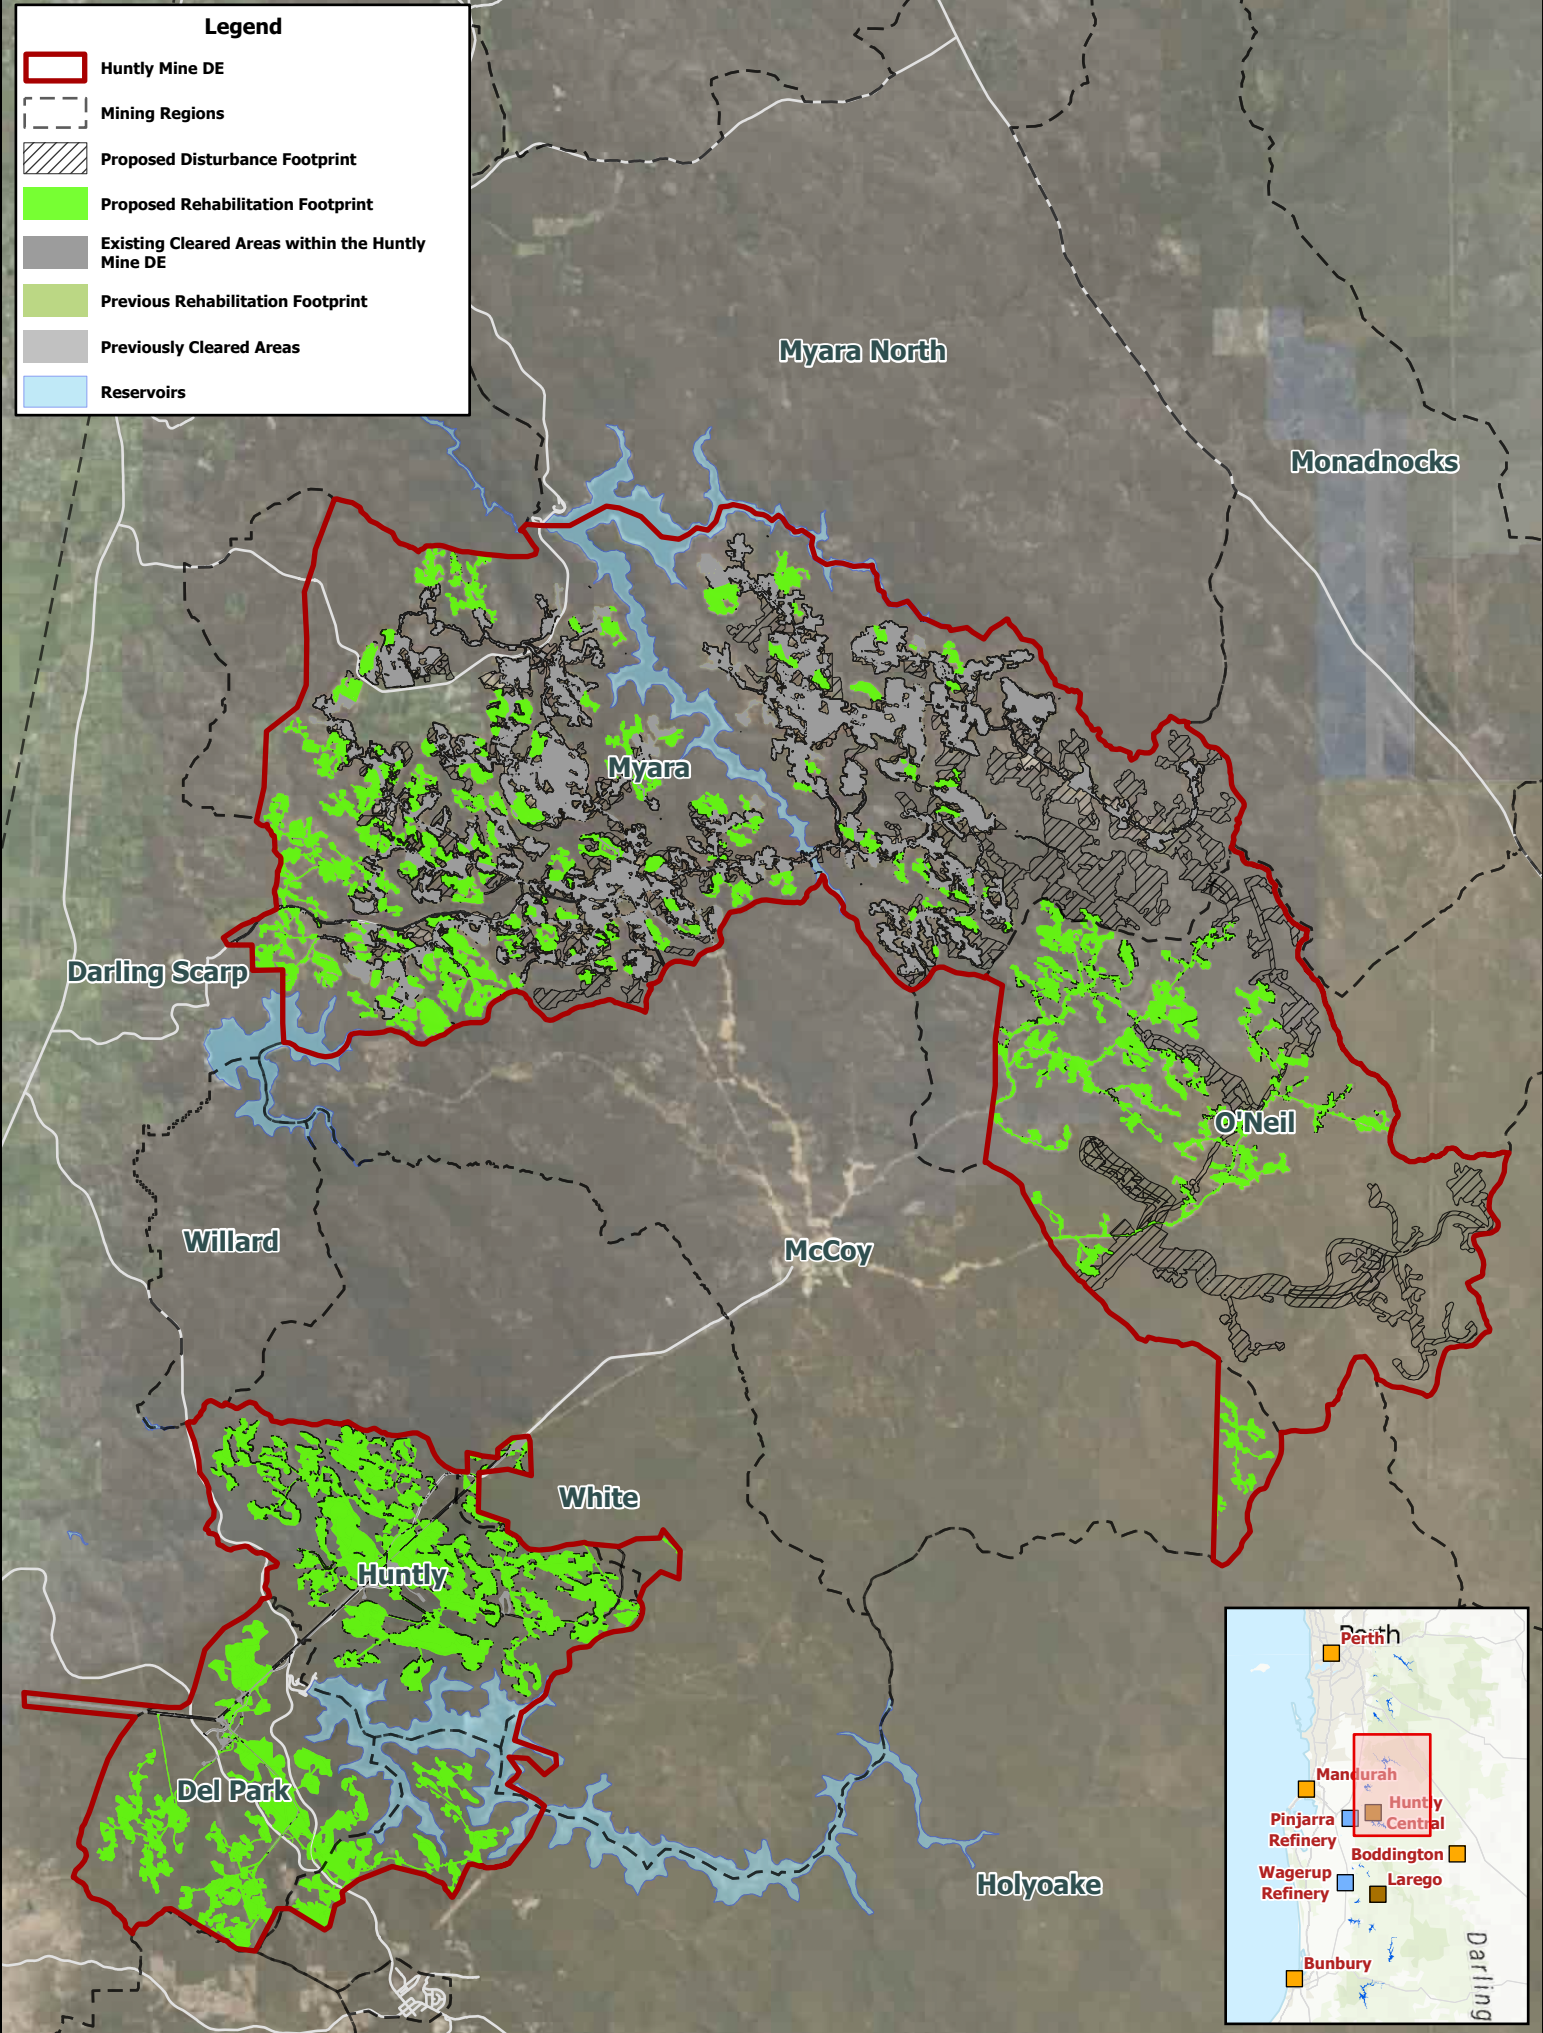 Legend
Huntly Mine DE
Mining Regions
Proposed Disturbance Footprint
Proposed Rehabilitation Footprint
Existing Cleared Areas within the Huntly
Mine DE
Previous Rehabilitation Footprint
Previously Cleared Areas
Reservoirs
Myara North
Monadnocks
Myara
Darling Scarp
O'Neil
Willard
McCoy
White
Huntly
Del Park
Holyoake
Perth
Perth
Mandurah
Huntly
Central
Pinjarra
Refinery
Boddington
Wagerup
Refinery
Larego
Bunbury
Darling